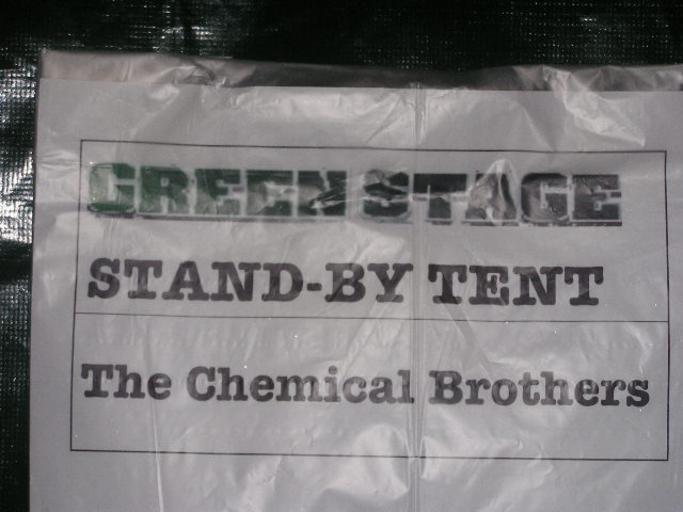 GREEN STAGE
STAND-BY TENT
The Chemical Brothers